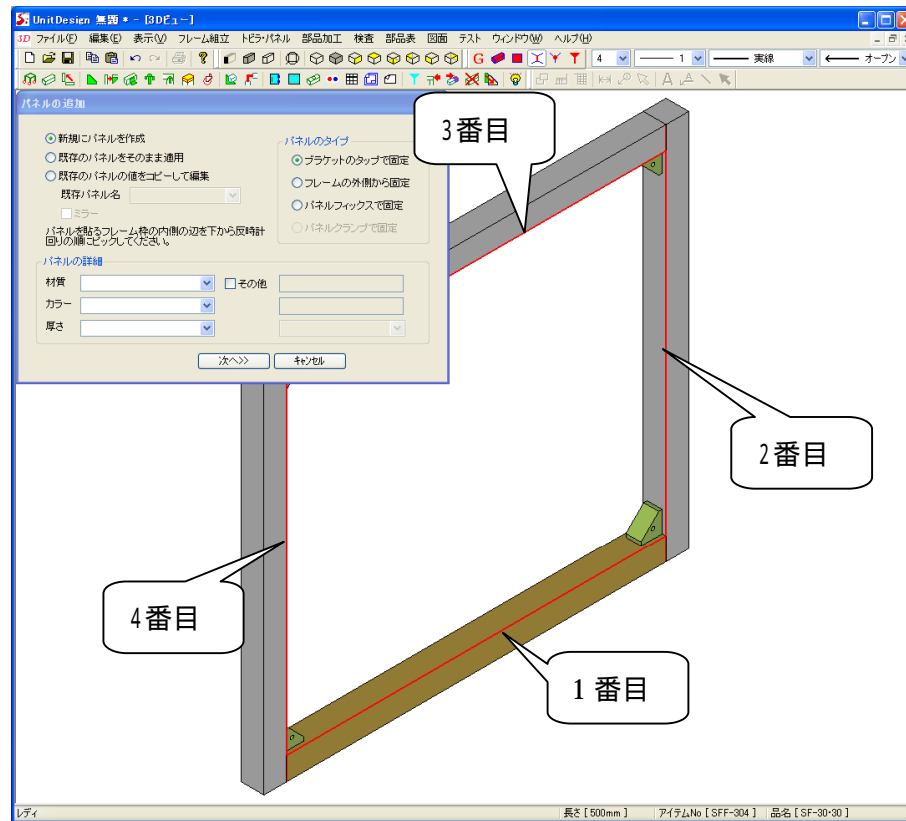 UnitDesign 無題 * - [3Dビュー]
3D ファイル(F) 編集(E) 表示(V) フレーム組立 トビラ・パネル 部品加工 検査 部品表 図面 テスト ウィンドウ(W) ヘルプ(H)
G 4 1 実線 オープン
パネルの追加
新規にパネルを作成
既存のパネルをそのまま適用
既存のパネルの値をコピーして編集
既存パネル名
ミラー
パネルを貼るフレーム枠の内側の辺を下から反時計
回りの順にピックしてください。
パネルのタイプ
ブラケットのタップで固定
フレームの外側から固定
パネルフィックスで固定
パネルクランプで固定
パネルの詳細
材質 その他
カラー
厚さ
次へ>> キャンセル
3番目
2番目
4番目
1 番目
レディ 長さ [ 500mm ] アイテムNo [ SFF-304 ] 品名 [ SF-30・30 ]